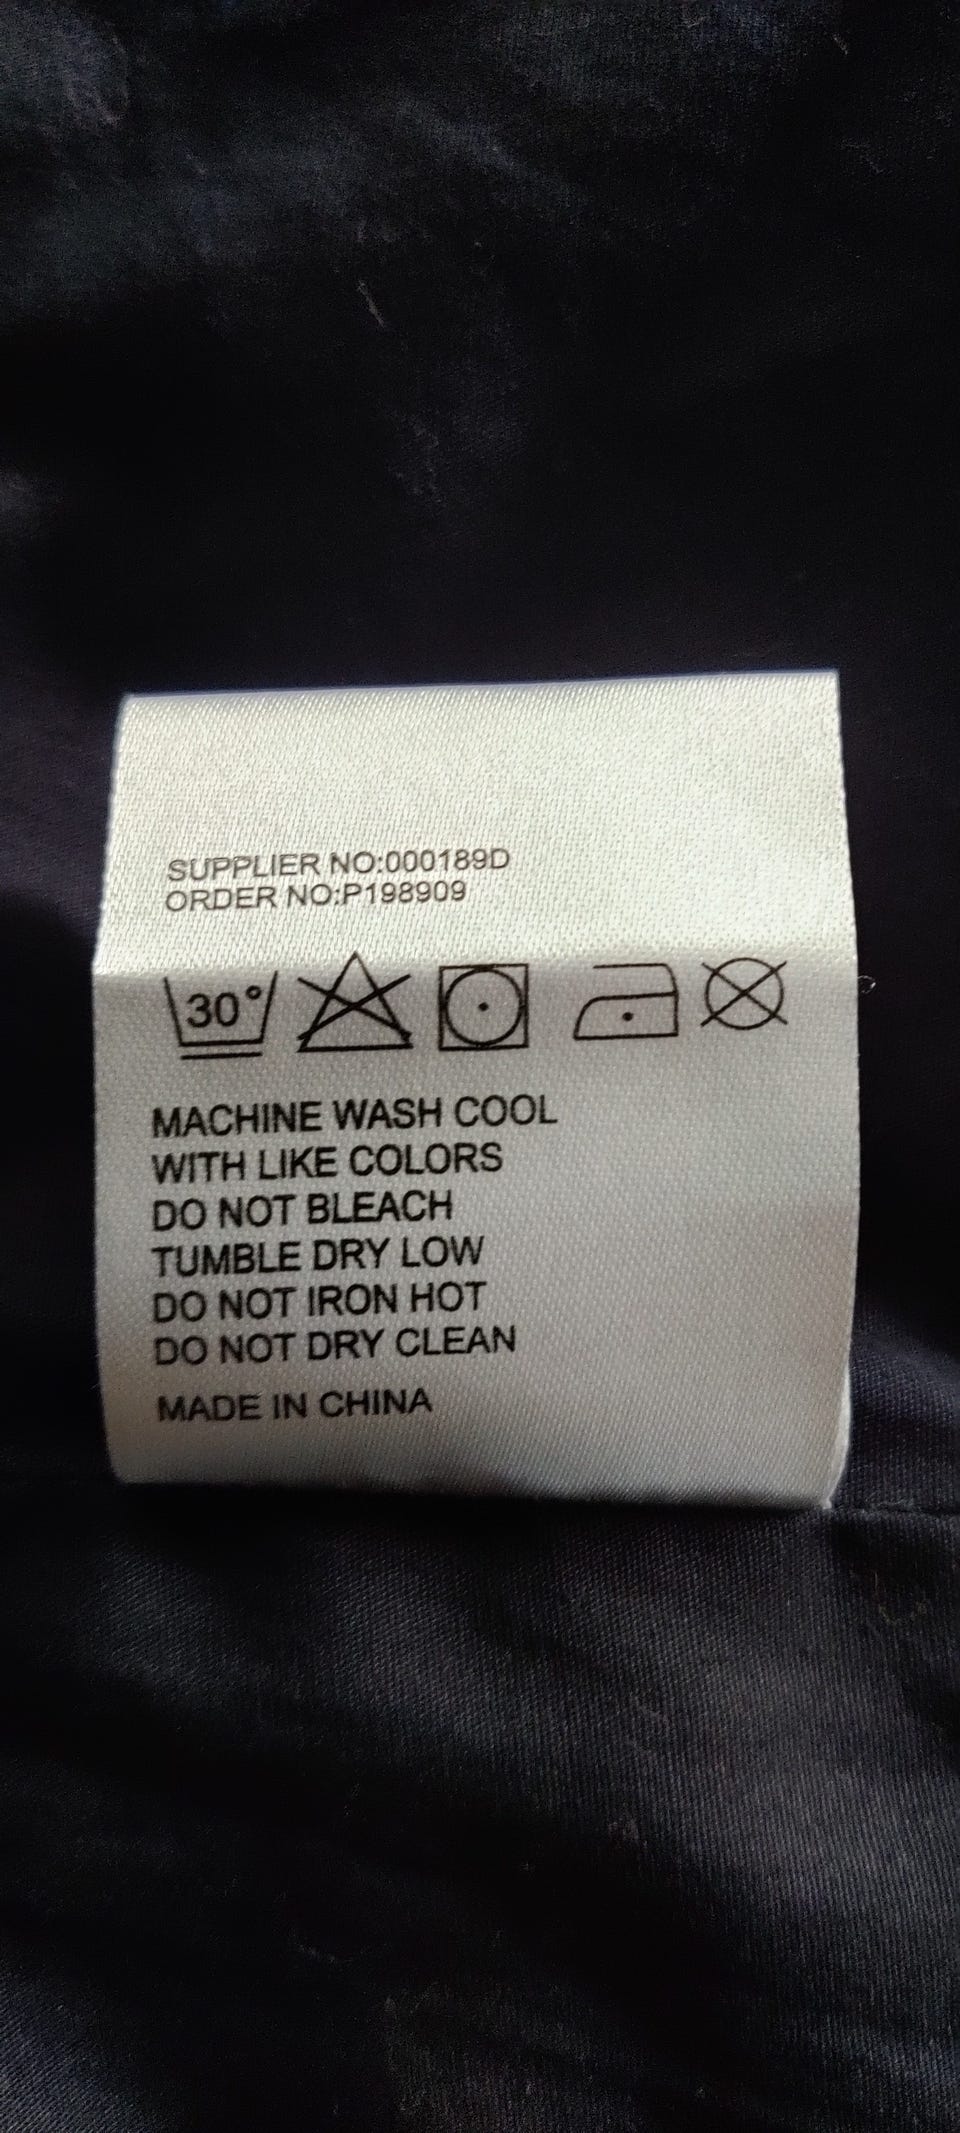 SUPPLIER NO:000189D
ORDER NO:P198909
30°
MACHINE WASH COOL
WITH LIKE COLORS
DO NOT BLEACH
TUMBLE DRY LOW
DO NOT IRON HOT
DO NOT DRY CLEAN
MADE IN CHINA